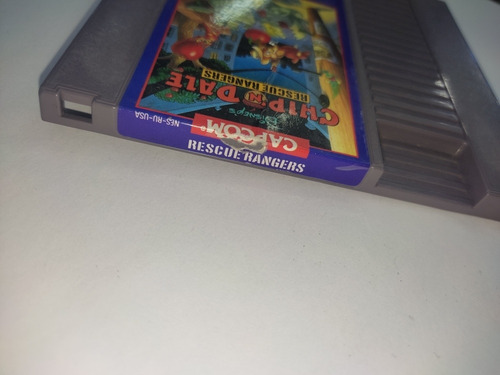 RESCUE RANGERS
CAPCOM
NES-RU-USA
DISNEY'S
CHIP 'N DALE
RESCUE RANGERS